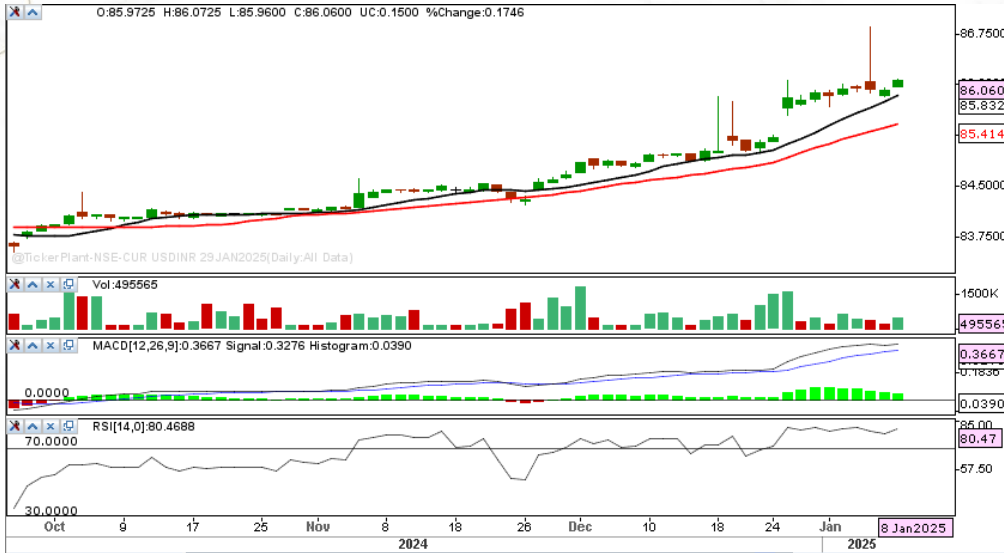 O:85.9725 H:86.0725 L:85.9600 C:86.0600 UC:0.1500 %Change:0.1746
86.7500
86.060
85.832
85.414
84.5000
83.7500
@TickerPlant-NSE-CUR USDINR 29JAN2025(Daily:All Data)
Vol:495565
1500K
495565
MACD[12,26,9]:0.3667 Signal:0.3276 Histogram:0.0390
0.3667
0.1836
0.0000
0.0390
RSI[14,0]:80.4688
85.00
70.0000
80.47
57.50
30.0000
Oct 9 17 25 Nov 8 18 26 Dec 10 18 24 Jan 8 Jan2025
2024 2025